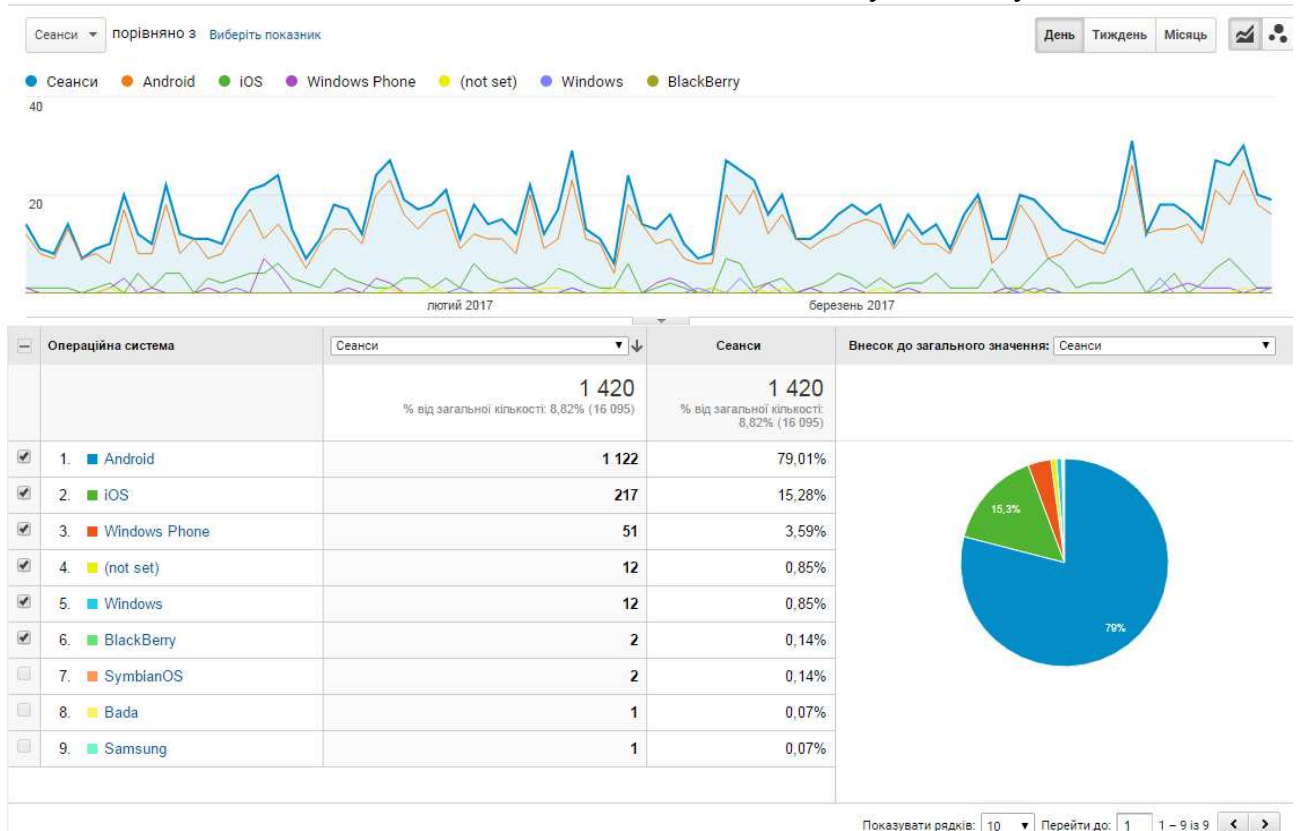 Сеанси порівняно з Виберіть показник День Тиждень Місяць
Сеанси Android iOS Windows Phone (not set) Windows BlackBerry
40
20
лютий 2017 березень 2017
Операційна система Сеанси Сеанси Внесок до загального значення: Сеанси
1 420 1 420
% від загальної кількості: 8,82% (16 095) % від загальної кількості:
8,82% (16 095)
1. Android 1 122 79,01%
2. iOS 217 15,28%
3. Windows Phone 51 3,59%
4. (not set) 12 0,85%
5. Windows 12 0,85%
6. BlackBerry 2 0,14%
7. SymbianOS 2 0,14%
8. Bada 1 0,07%
9. Samsung 1 0,07%
15,3%
79%
Показувати рядків: 10 Перейти до: 1 1 – 9 із 9